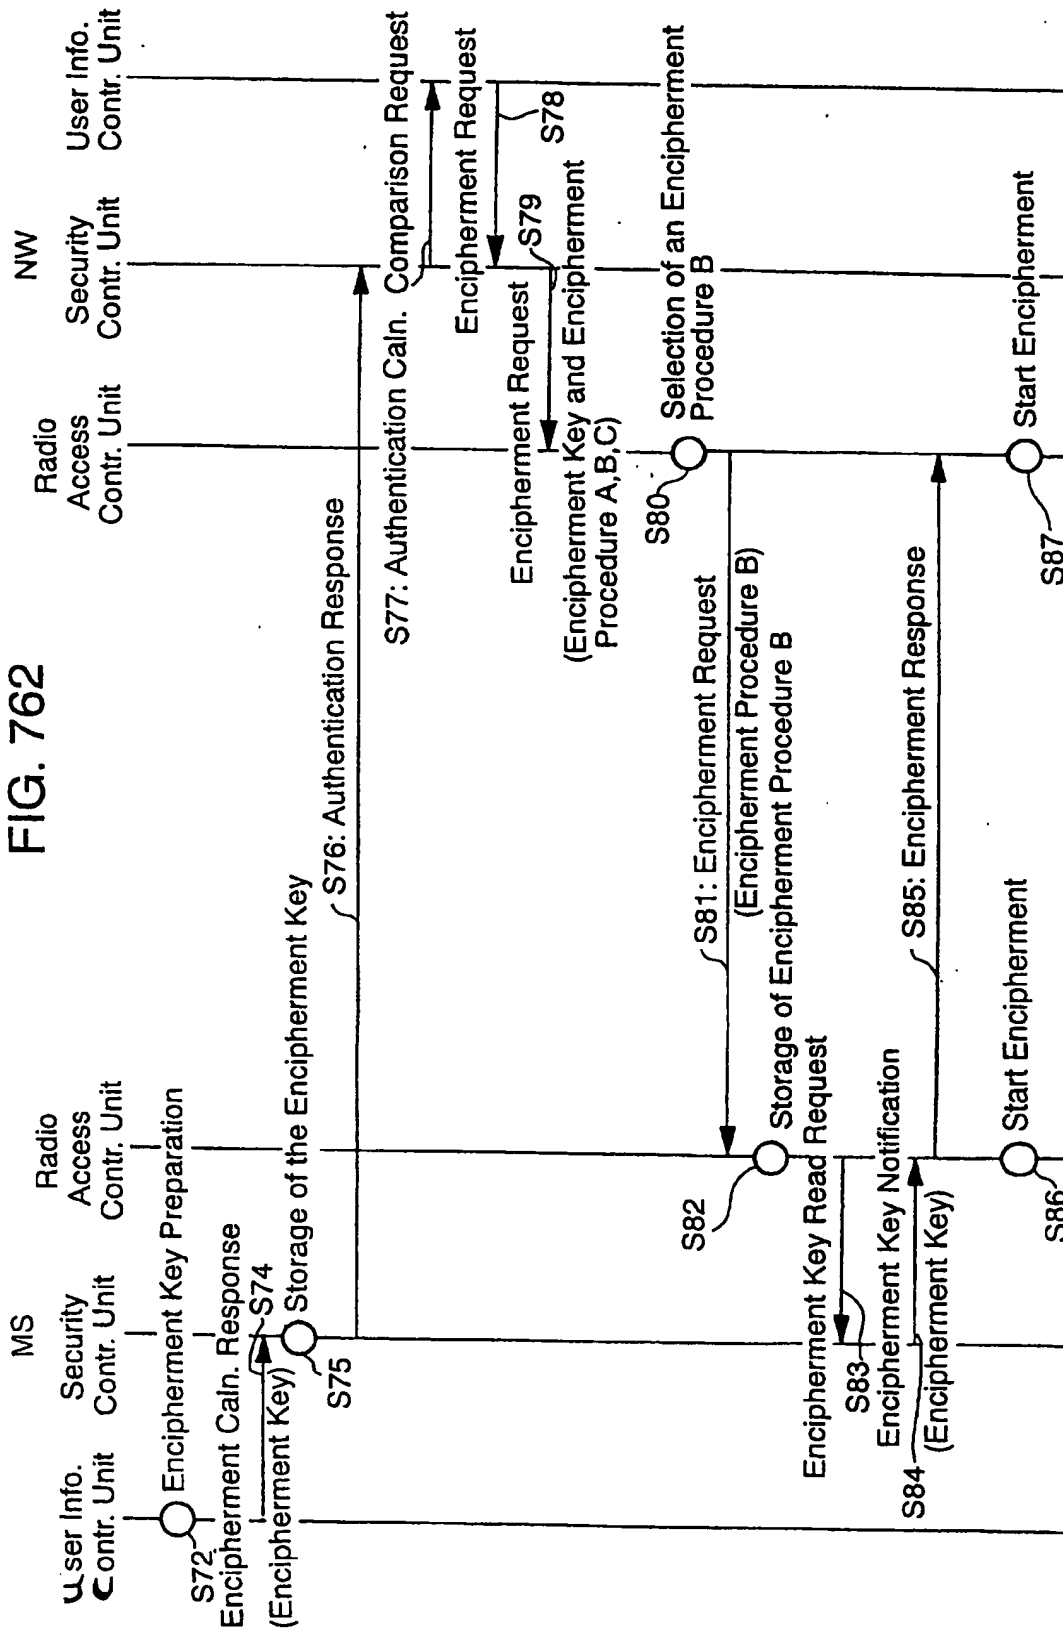 FIG. 762
MS
NW
User Info.
Contr. Unit
Security
Contr. Unit
Radio
Access
Contr. Unit
Radio
Access
Contr. Unit
Security
Contr. Unit
User Info.
Contr. Unit
Encipherment Key Preparation
S72
Encipherment Caln. Response
S74
(Encipherment Key)
Storage of the Encipherment Key
S75
S76: Authentication Response
S77: Authentication Caln. Comparison Request
Encipherment Request
S78
Encipherment Request
S79
(Encipherment Key and Encipherment
Procedure A,B,C)
S80
Selection of an Encipherment
Procedure B
S81: Encipherment Request
(Encipherment Procedure B)
S82
Storage of Encipherment Procedure B
Encipherment Key Read Request
S83
Encipherment Key Notification
S84
(Encipherment Key)
S85: Encipherment Response
Start Encipherment
S86
Start Encipherment
S87